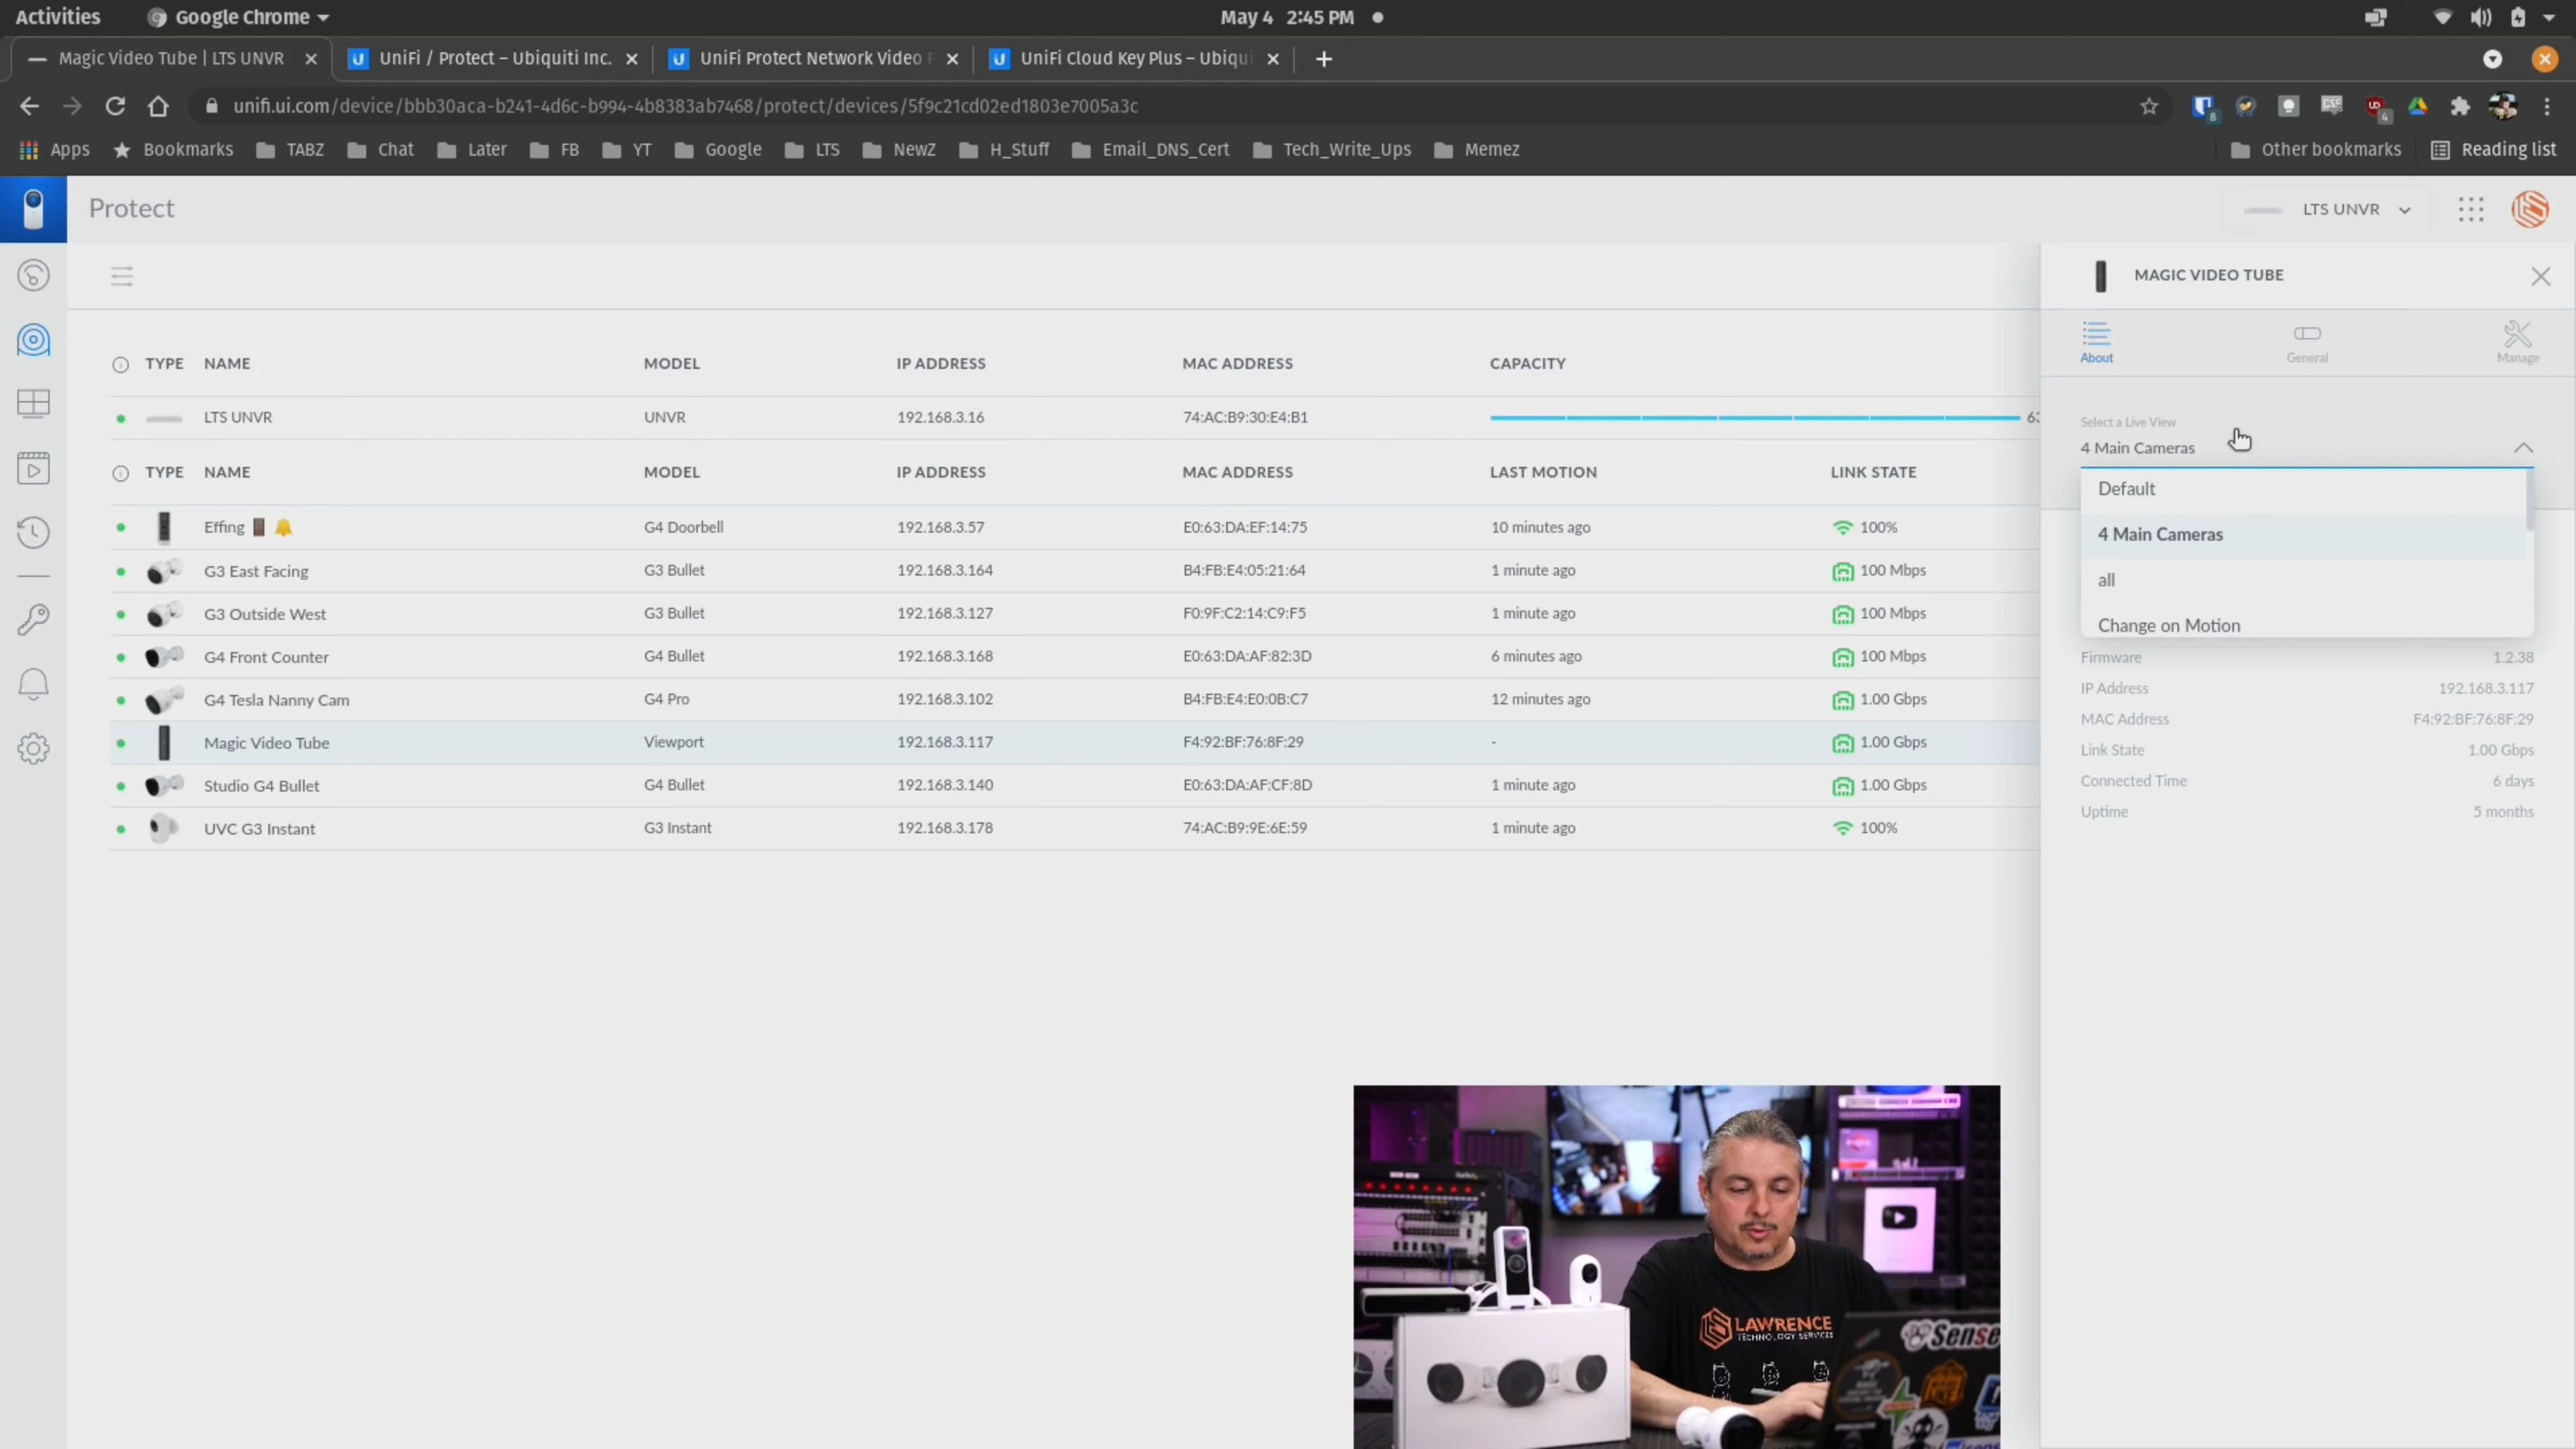 Activities Google Chrome May 4 2:45 PM
Magic Video Tube | LTS UNVR UniFi / Protect – Ubiquiti Inc. UniFi Protect Network Video UniFi Cloud Key Plus – Ubiqui
unifi.ui.com/device/bbb30aca-b241-4d6c-b994-4b8383ab7468/protect/devices/5f9c21cd02ed1803e7005a3c
Apps Bookmarks TABZ Chat Later FB YT Google LTS NewZ H_Stuff Email_DNS_Cert Tech_Write_Ups Memez Other bookmarks Reading list
Protect LTS UNVR
MAGIC VIDEO TUBE
About General Manage
TYPE NAME MODEL IP ADDRESS MAC ADDRESS CAPACITY
LTS UNVR UNVR 192.168.3.16 74:AC:B9:30:E4:B1 63
TYPE NAME MODEL IP ADDRESS MAC ADDRESS LAST MOTION LINK STATE
Effing 🚪 🔔 G4 Doorbell 192.168.3.57 E0:63:DA:EF:14:75 10 minutes ago 100%
G3 East Facing G3 Bullet 192.168.3.164 B4:FB:E4:05:21:64 1 minute ago 100 Mbps
G3 Outside West G3 Bullet 192.168.3.127 F0:9F:C2:14:C9:F5 1 minute ago 100 Mbps
G4 Front Counter G4 Bullet 192.168.3.168 E0:63:DA:AF:82:3D 6 minutes ago 100 Mbps
G4 Tesla Nanny Cam G4 Pro 192.168.3.102 B4:FB:E4:E0:0B:C7 12 minutes ago 1.00 Gbps
Magic Video Tube Viewport 192.168.3.117 F4:92:BF:76:8F:29 - 1.00 Gbps
Studio G4 Bullet G4 Bullet 192.168.3.140 E0:63:DA:AF:CF:8D 1 minute ago 1.00 Gbps
UVC G3 Instant G3 Instant 192.168.3.178 74:AC:B9:9E:6E:59 1 minute ago 100%
Select a Live View
4 Main Cameras
Default
4 Main Cameras
all
Change on Motion
Firmware 1.2.38
IP Address 192.168.3.117
MAC Address F4:92:BF:76:8F:29
Link State 1.00 Gbps
Connected Time 6 days
Uptime 5 months
LAWRENCE
TECHNOLOGY SERVICES
Sense